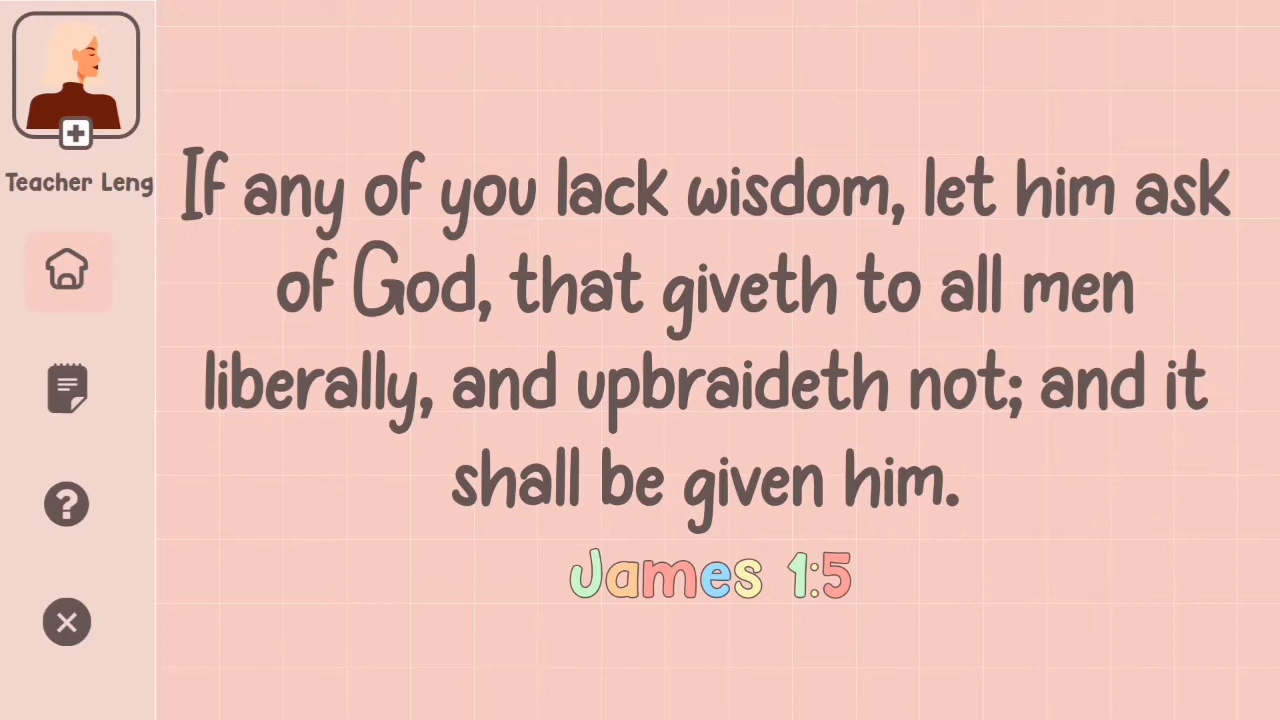 Teacher Leng
If any of you lack wisdom, let him ask
of God, that giveth to all men
liberally, and upbraideth not; and it
shall be given him.
James 1:5